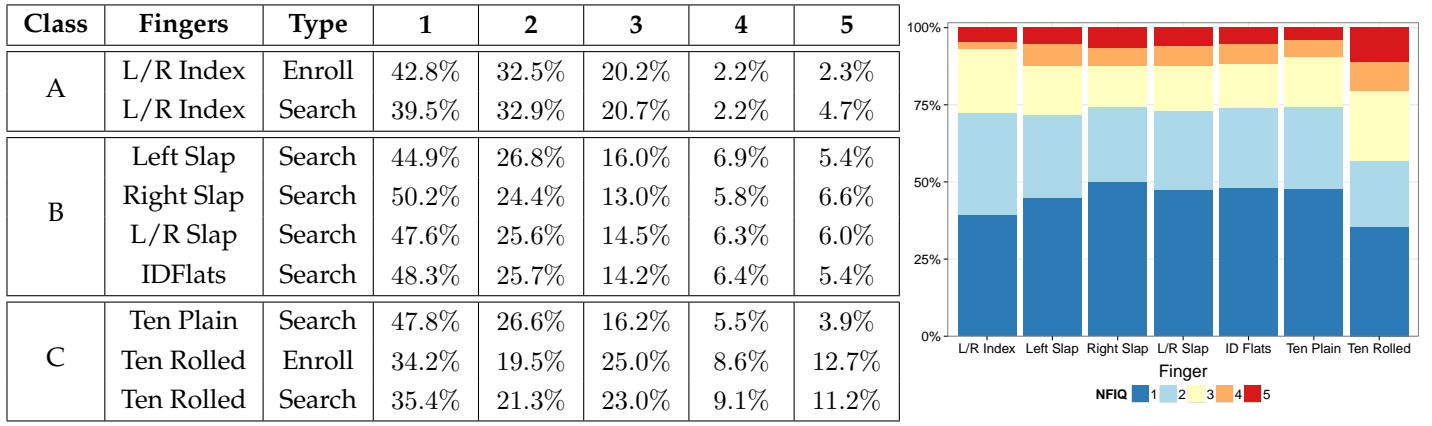 Class Fingers Type 1 2 3 4 5
A
L/R Index Enroll 42.8% 32.5% 20.2% 2.2% 2.3%
L/R Index Search 39.5% 32.9% 20.7% 2.2% 4.7%
B
Left Slap Search 44.9% 26.8% 16.0% 6.9% 5.4%
Right Slap Search 50.2% 24.4% 13.0% 5.8% 6.6%
L/R Slap Search 47.6% 25.6% 14.5% 6.3% 6.0%
IDFlats Search 48.3% 25.7% 14.2% 6.4% 5.4%
C
Ten Plain Search 47.8% 26.6% 16.2% 5.5% 3.9%
Ten Rolled Enroll 34.2% 19.5% 25.0% 8.6% 12.7%
Ten Rolled Search 35.4% 21.3% 23.0% 9.1% 11.2%
100%
75%
50%
25%
0%
L/R Index Left Slap Right Slap L/R Slap ID Flats Ten Plain Ten Rolled
Finger
NFIQ 1 2 3 4 5